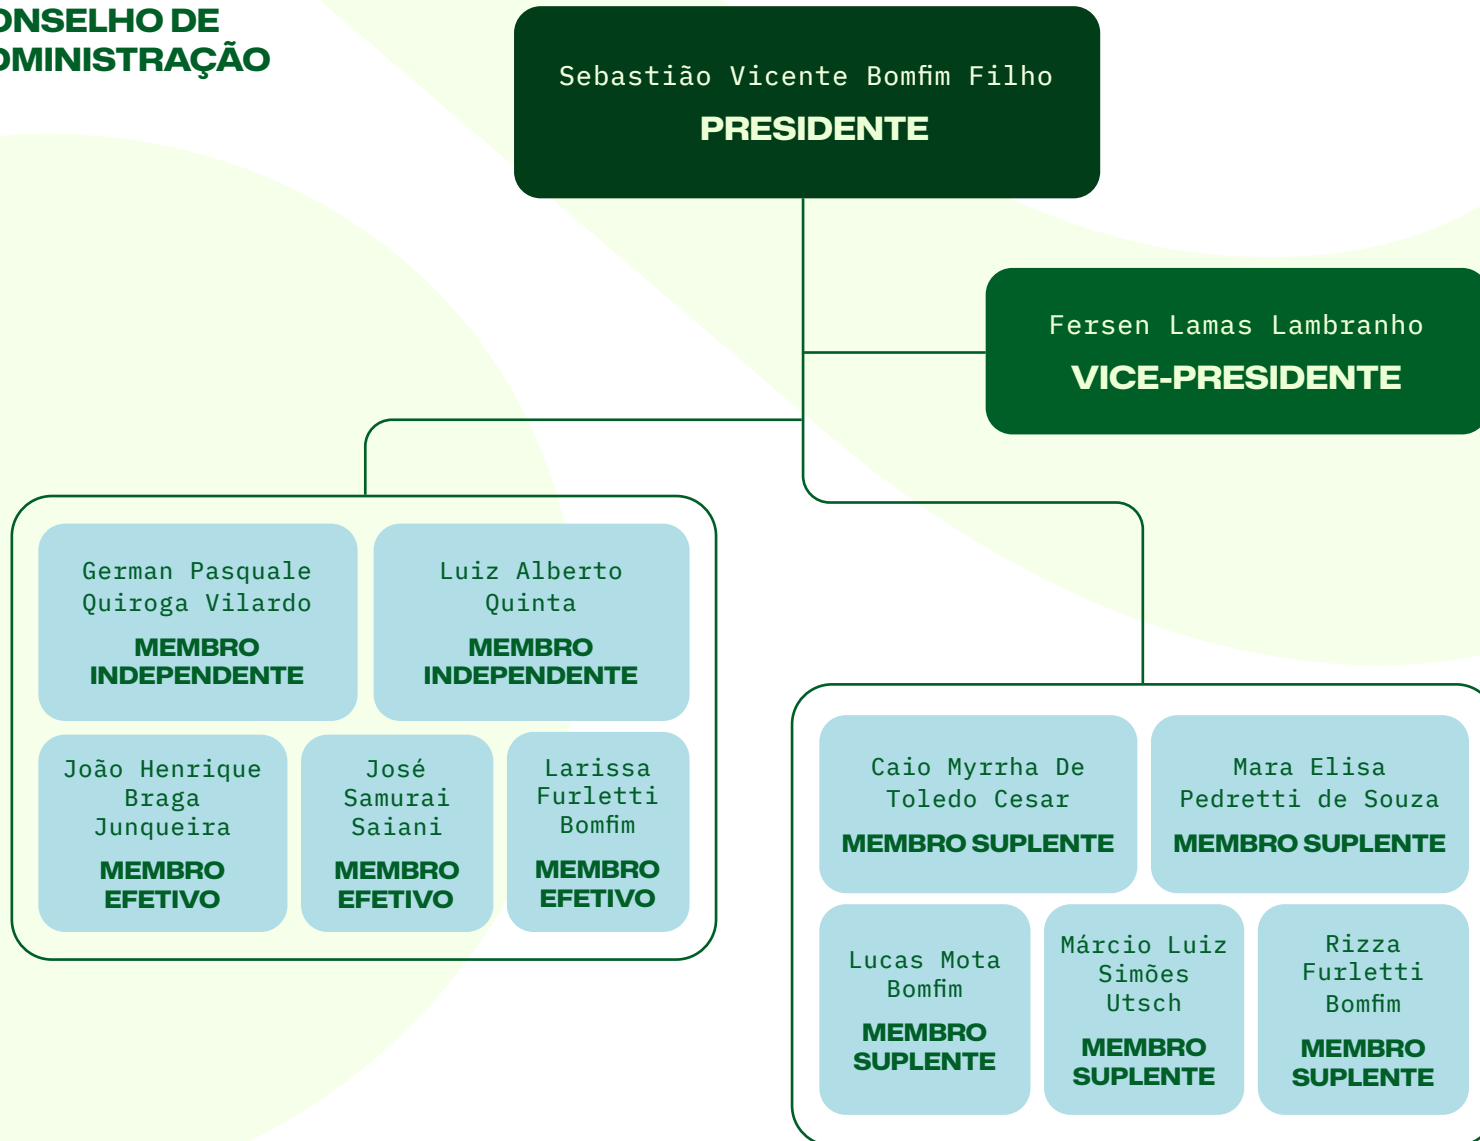 ONSELHO DE
DMINISTRAÇÃO
Sebastião Vicente Bomfim Filho
PRESIDENTE
Fersen Lamas Lambranho
VICE-PRESIDENTE
German Pasquale
Quiroga Vilardo
MEMBRO
INDEPENDENTE
Luiz Alberto
Quinta
MEMBRO
INDEPENDENTE
João Henrique
Braga
Junqueira
MEMBRO
EFETIVO
José
Samurai
Saiani
MEMBRO
EFETIVO
Larissa
Furletti
Bomfim
MEMBRO
EFETIVO
Caio Myrrha De
Toledo Cesar
MEMBRO SUPLENTE
Mara Elisa
Pedretti de Souza
MEMBRO SUPLENTE
Lucas Mota
Bomfim
MEMBRO
SUPLENTE
Márcio Luiz
Simões
Utsch
MEMBRO
SUPLENTE
Rizza
Furletti
Bomfim
MEMBRO
SUPLENTE